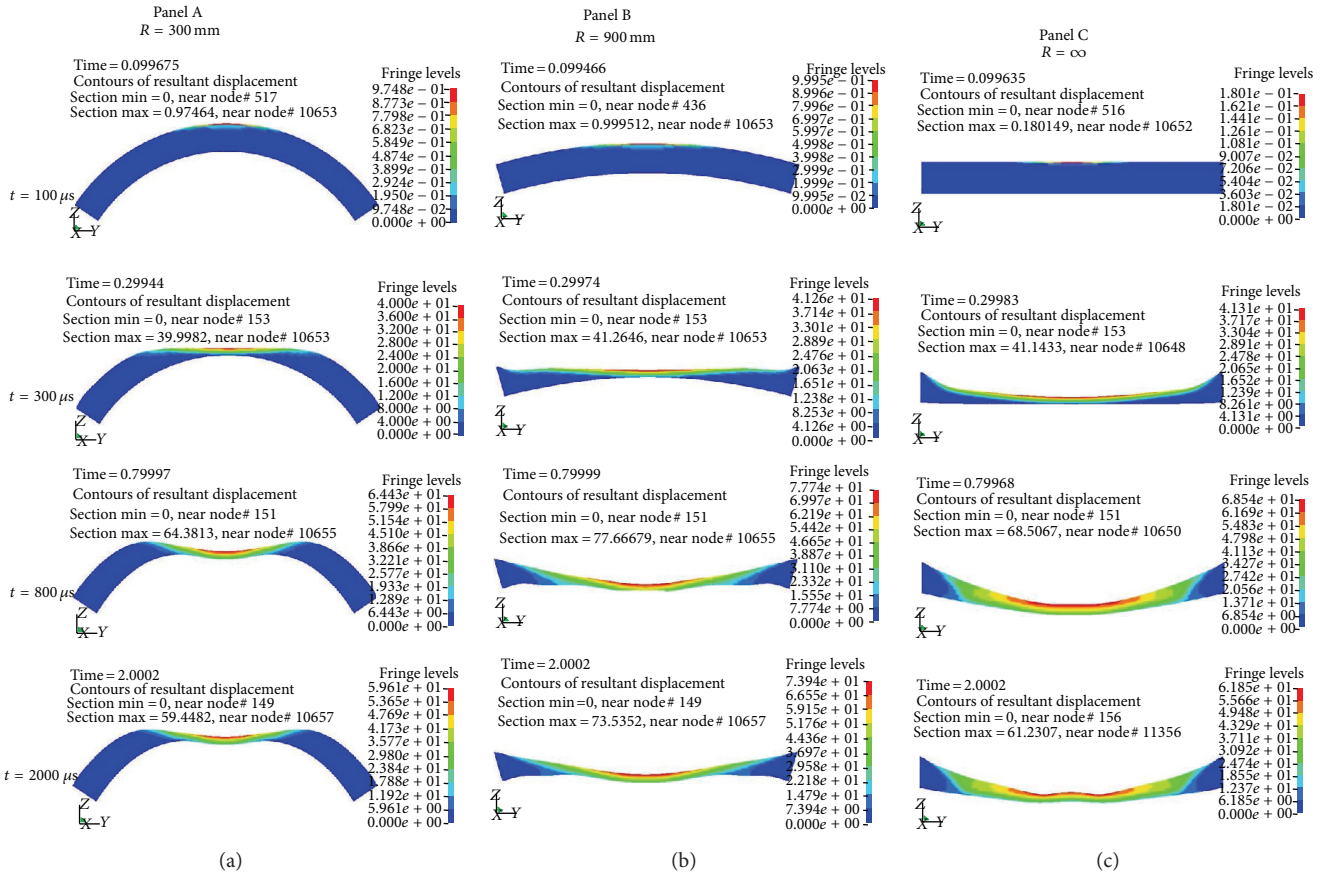 Panel A
R = 300 mm
Time = 0.099675
Contours of resultant displacement
Section min = 0, near node# 517
Section max = 0.97464, near node# 10653
Fringe levels
9.748e − 01
8.773e − 01
7.798e − 01
6.823e − 01
5.849e − 01
4.874e − 01
3.899e − 01
2.924e − 01
1.950e − 01
9.748e − 02
0.000e + 00
t = 100 μs
Z
X Y
Time = 0.29944
Contours of resultant displacement
Section min = 0, near node# 153
Section max = 39.9982, near node# 10653
Fringe levels
4.000e + 01
3.600e + 01
3.200e + 01
2.800e + 01
2.400e + 01
2.000e + 01
1.600e + 01
1.200e + 01
8.000e + 00
4.000e + 00
0.000e + 00
t = 300 μs
Z
X Y
Time = 0.79997
Contours of resultant displacement
Section min = 0, near node# 151
Section max = 64.3813, near node# 10655
Fringe levels
6.443e + 01
5.799e + 01
5.154e + 01
4.510e + 01
3.866e + 01
3.221e + 01
2.577e + 01
1.933e + 01
1.289e + 01
6.443e + 00
0.000e + 00
t = 800 μs
Z
X Y
Time = 2.0002
Contours of resultant displacement
Section min = 0, near node# 149
Section max = 59.4482, near node# 10657
Fringe levels
5.961e + 01
5.365e + 01
4.769e + 01
4.173e + 01
3.577e + 01
2.980e + 01
2.384e + 01
1.788e + 01
1.192e + 01
5.961e + 00
0.000e + 00
t = 2000 μs
Z
X Y
(a)
Panel B
R = 900 mm
Time = 0.099466
Contours of resultant displacement
Section min = 0, near node# 436
Section max = 0.999512, near node# 10653
Fringe levels
9.995e − 01
8.996e − 01
7.996e − 01
6.997e − 01
5.997e − 01
4.998e − 01
3.998e − 01
2.999e − 01
1.999e − 01
9.995e − 02
0.000e + 00
Z
X Y
Time = 0.29974
Contours of resultant displacement
Section min = 0, near node# 153
Section max = 41.2646, near node# 10653
Fringe levels
4.126e + 01
3.714e + 01
3.301e + 01
2.889e + 01
2.476e + 01
2.063e + 01
1.651e + 01
1.238e + 01
8.253e + 00
4.126e + 00
0.000e + 00
Z
X Y
Time = 0.79999
Contours of resultant displacement
Section min = 0, near node# 151
Section max = 77.66679, near node# 10655
Fringe levels
7.774e + 01
6.997e + 01
6.219e + 01
5.442e + 01
4.665e + 01
3.887e + 01
3.110e + 01
2.332e + 01
1.555e + 01
7.774e + 00
0.000e + 00
Z
X Y
Time = 2.0002
Contours of resultant displacement
Section min=0, near node# 149
Section max = 73.5352, near node# 10657
Fringe levels
7.394e + 01
6.655e + 01
5.915e + 01
5.176e + 01
4.436e + 01
3.697e + 01
2.958e + 01
2.218e + 01
1.479e + 01
7.394e + 00
0.000e + 00
Z
X Y
(b)
Panel C
R = ∞
Time = 0.099635
Contours of resultant displacement
Section min = 0, near node# 516
Section max = 0.180149, near node# 10652
Fringe levels
1.801e − 01
1.621e − 01
1.441e − 01
1.261e − 01
1.081e − 01
9.007e − 02
7.206e − 02
5.404e − 02
3.603e − 02
1.801e − 02
0.000e + 00
Z
X Y
Time = 0.29983
Contours of resultant displacement
Section min = 0, near node# 153
Section max = 41.1433, near node# 10648
Fringe levels
4.131e + 01
3.717e + 01
3.304e + 01
2.891e + 01
2.478e + 01
2.065e + 01
1.652e + 01
1.239e + 01
8.261e + 00
4.131e + 00
0.000e + 00
Z
X Y
Time = 0.79968
Contours of resultant displacement
Section min = 0, near node# 151
Section max = 68.5067, near node# 10650
Fringe levels
6.854e + 01
6.169e + 01
5.483e + 01
4.798e + 01
4.113e + 01
3.427e + 01
2.742e + 01
2.056e + 01
1.371e + 01
6.854e + 00
0.000e + 00
Z
X Y
Time = 2.0002
Contours of resultant displacement
Section min = 0, near node# 156
Section max = 61.2307, near node# 11356
Fringe levels
6.185e + 01
5.566e + 01
4.948e + 01
4.329e + 01
3.711e + 01
3.092e + 01
2.474e + 01
1.855e + 01
1.237e + 01
6.185e + 00
0.000e + 00
Z
X Y
(c)